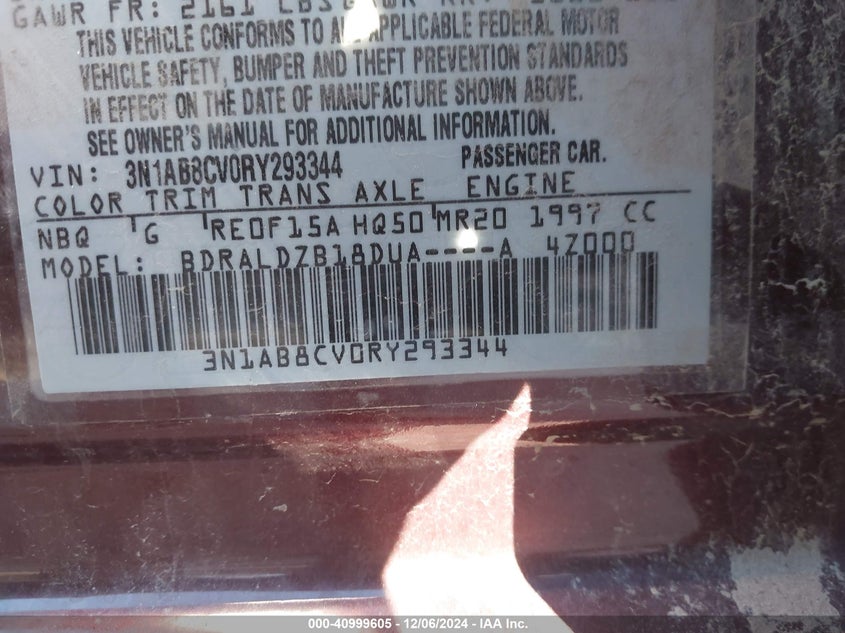 GAWR FR: 2161 LBS GAWR RR:
THIS VEHICLE CONFORMS TO ALL APPLICABLE FEDERAL MOTOR
VEHICLE SAFETY, BUMPER AND THEFT PREVENTION STANDARDS
IN EFFECT ON THE DATE OF MANUFACTURE SHOWN ABOVE.
SEE OWNER'S MANUAL FOR ADDITIONAL INFORMATION.
VIN: 3N1AB8CV0RY293344 PASSENGER CAR.
COLOR TRIM TRANS AXLE ENGINE
NBQ G RE0F15A HQ50 MR20 1997 CC
MODEL: BDRALDZB18DUA----A 4Z000
3N1AB8CV0RY293344
000-40999605 - 12/06/2024 - IAA Inc.